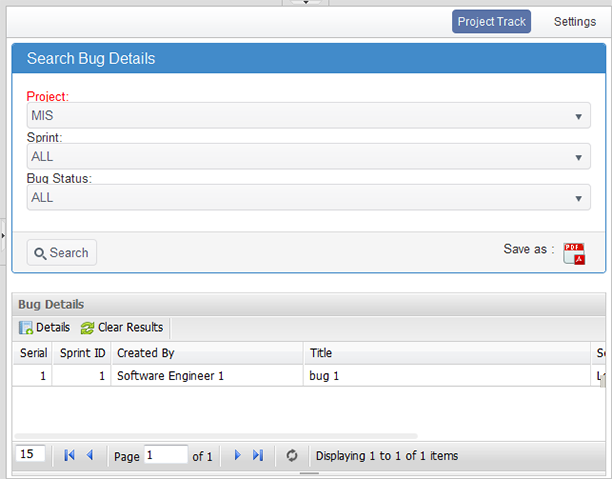 Project Track Settings
Search Bug Details
Project:
MIS
Sprint:
ALL
Bug Status:
ALL
Search Save as : PDF
Bug Details
Details Clear Results
Serial Sprint ID Created By Title
1 1 Software Engineer 1 bug 1
15 Page 1 of 1 Displaying 1 to 1 of 1 items